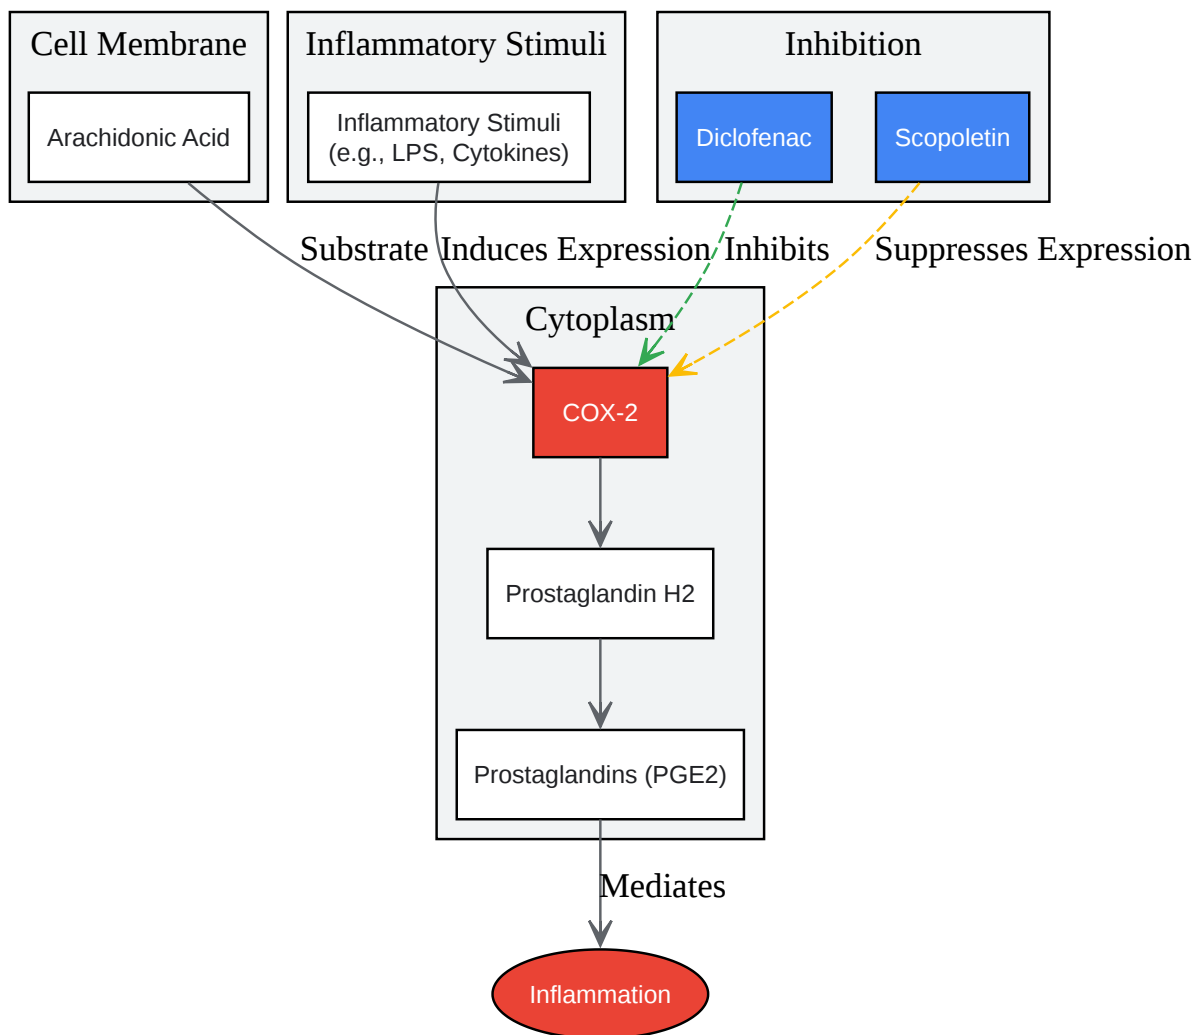 Cell Membrane
Inflammatory Stimuli
Inhibition
Arachidonic Acid
Inflammatory Stimuli
(e.g., LPS, Cytokines)
Diclofenac
Scopoletin
Substrate
Induces Expression
Inhibits
Suppresses Expression
Cytoplasm
COX-2
Prostaglandin H2
Prostaglandins (PGE2)
Mediates
Inflammation